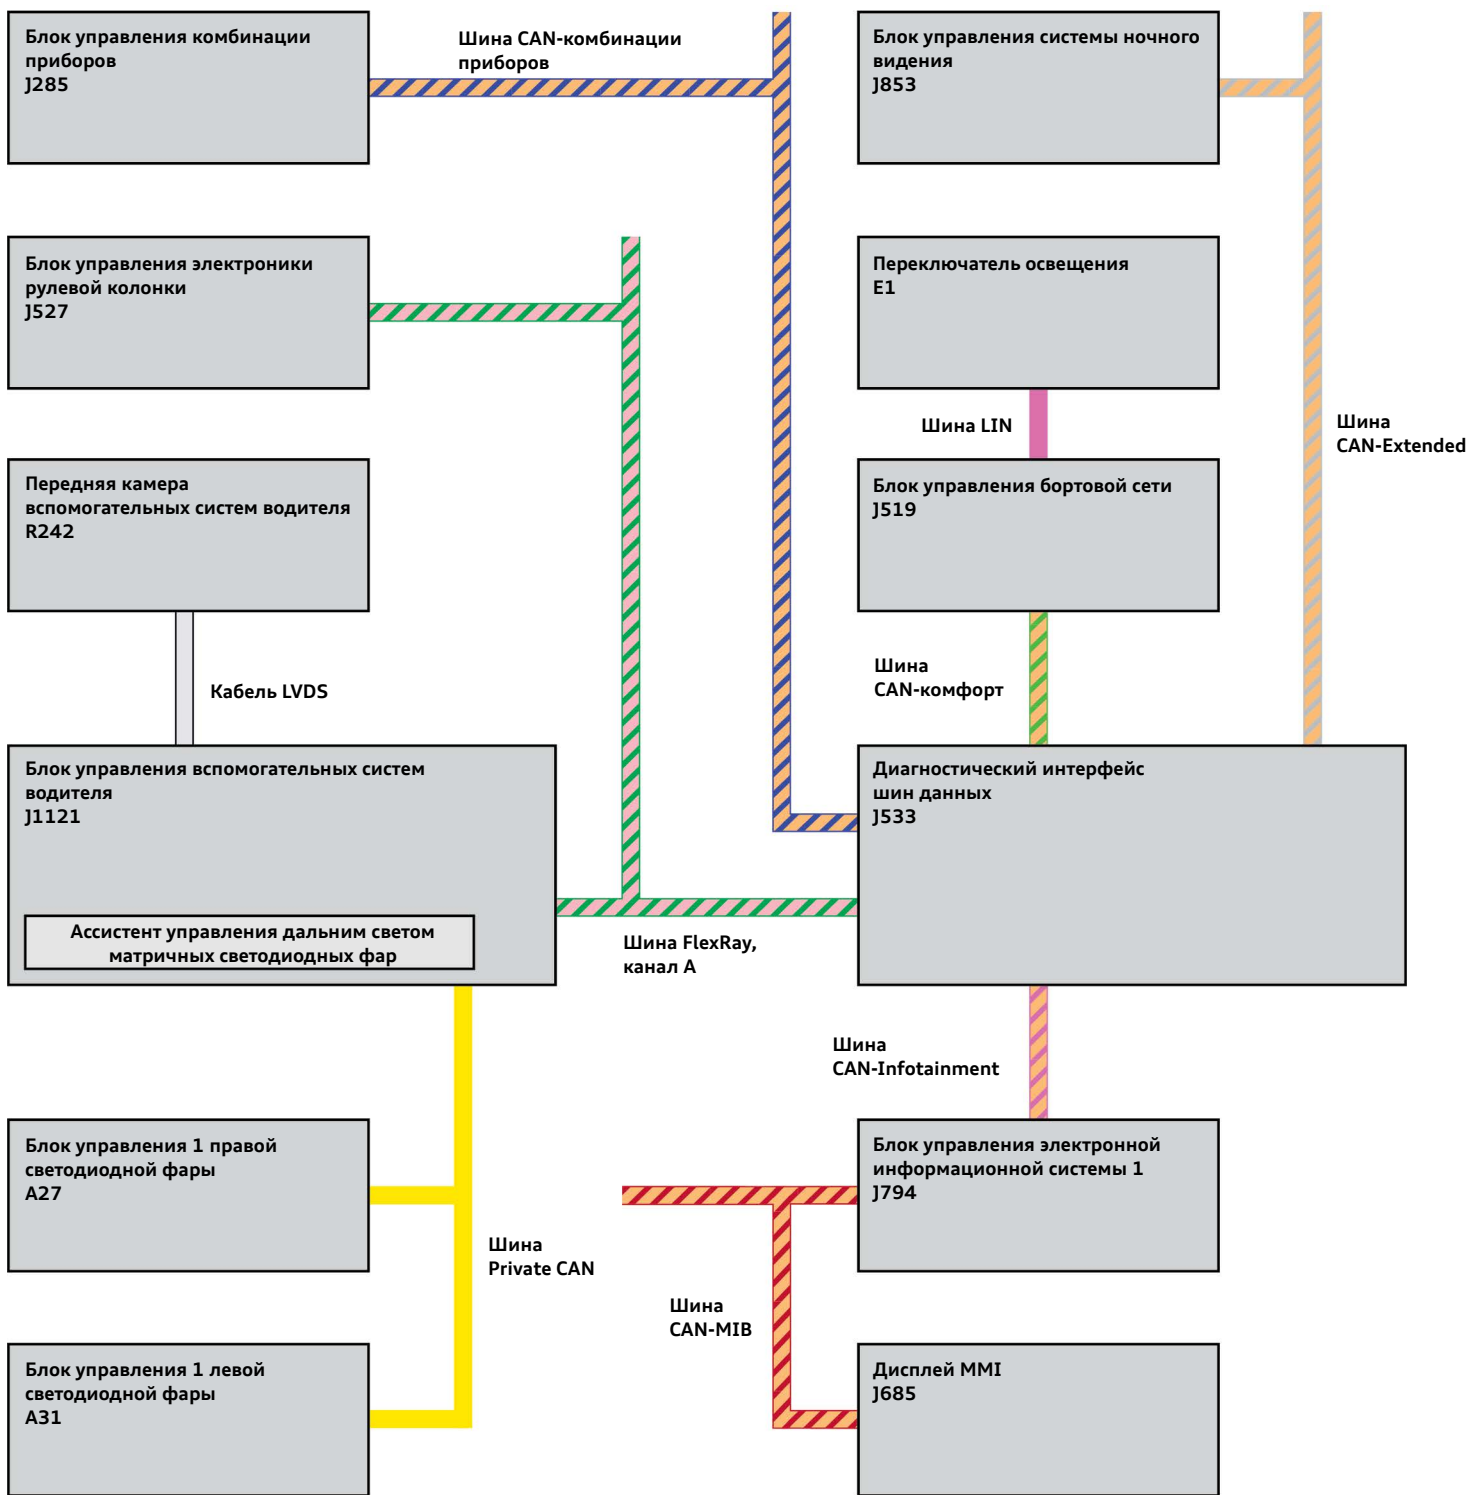 Блок управления комбинации
приборов
J285
Шина CAN-комбинации
приборов
Блок управления системы ночного
видения
J853
Блок управления электроники
рулевой колонки
J527
Переключатель освещения
E1
Шина LIN
Шина
CAN-Extended
Передняя камера
вспомогательных систем водителя
R242
Блок управления бортовой сети
J519
Кабель LVDS
Шина
CAN-комфорт
Блок управления вспомогательных систем
водителя
J1121
Ассистент управления дальним светом
матричных светодиодных фар
Диагностический интерфейс
шин данных
J533
Шина FlexRay,
канал A
Шина
CAN-Infotainment
Блок управления 1 правой
светодиодной фары
A27
Блок управления электронной
информационной системы 1
J794
Шина
Private CAN
Шина
CAN-MIB
Блок управления 1 левой
светодиодной фары
A31
Дисплей MMI
J685